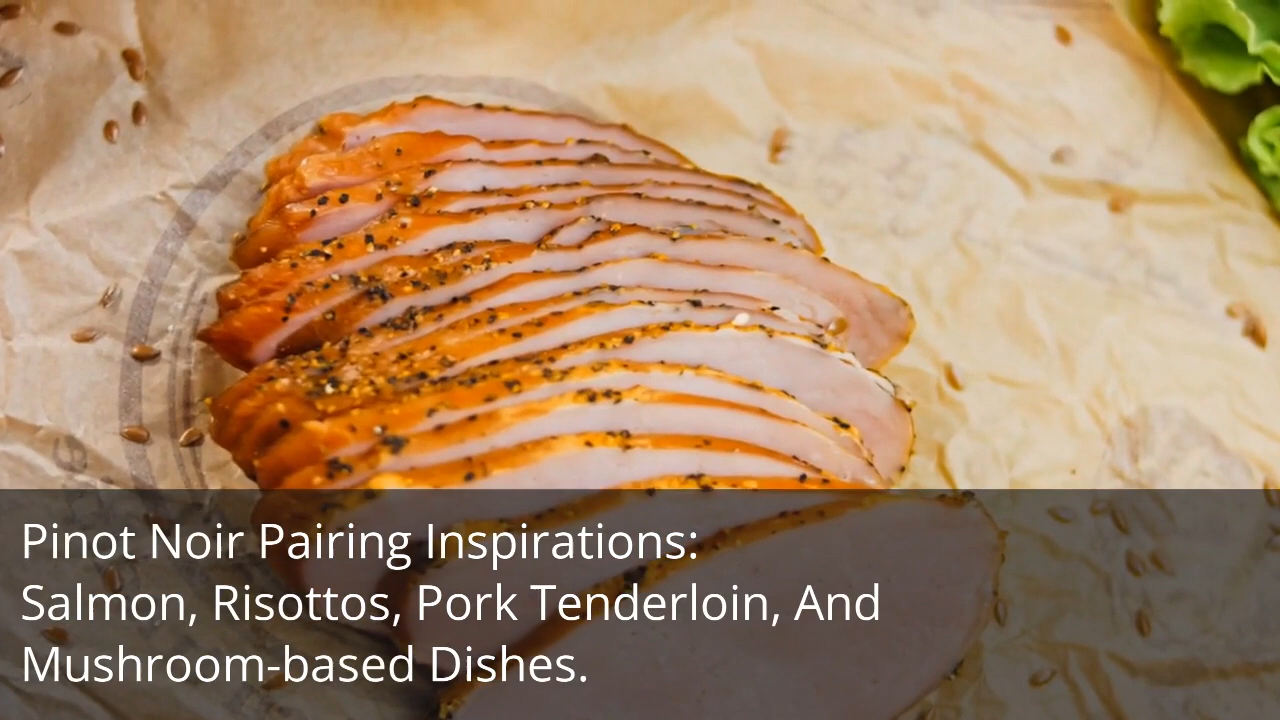 Pinot Noir Pairing Inspirations:
Salmon, Risottos, Pork Tenderloin, And
Mushroom-based Dishes.